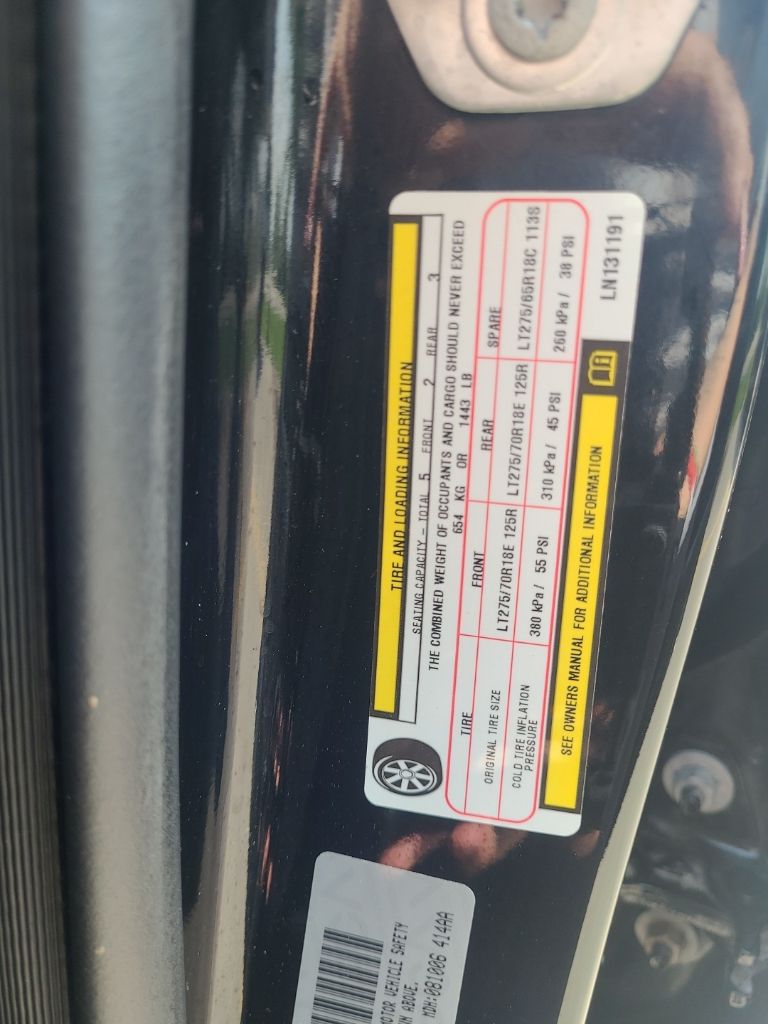 TIRE AND LOADING INFORMATION
SEATING CAPACITY – TOTAL 5 FRONT 2 REAR 3
THE COMBINED WEIGHT OF OCCUPANTS AND CARGO SHOULD NEVER EXCEED
654 KG OR 1443 LB
TIRE FRONT REAR SPARE
ORIGINAL TIRE SIZE LT275/70R18E 125R LT275/70R18E 125R LT275/65R18C 113S
COLD TIRE INFLATION
PRESSURE 380 kPa / 55 PSI 310 kPa / 45 PSI 260 kPa / 38 PSI
SEE OWNERS MANUAL FOR ADDITIONAL INFORMATION
LN131191
OTOR VEHICLE SAFETY
N ABOVE.
MDH:081006 414AA